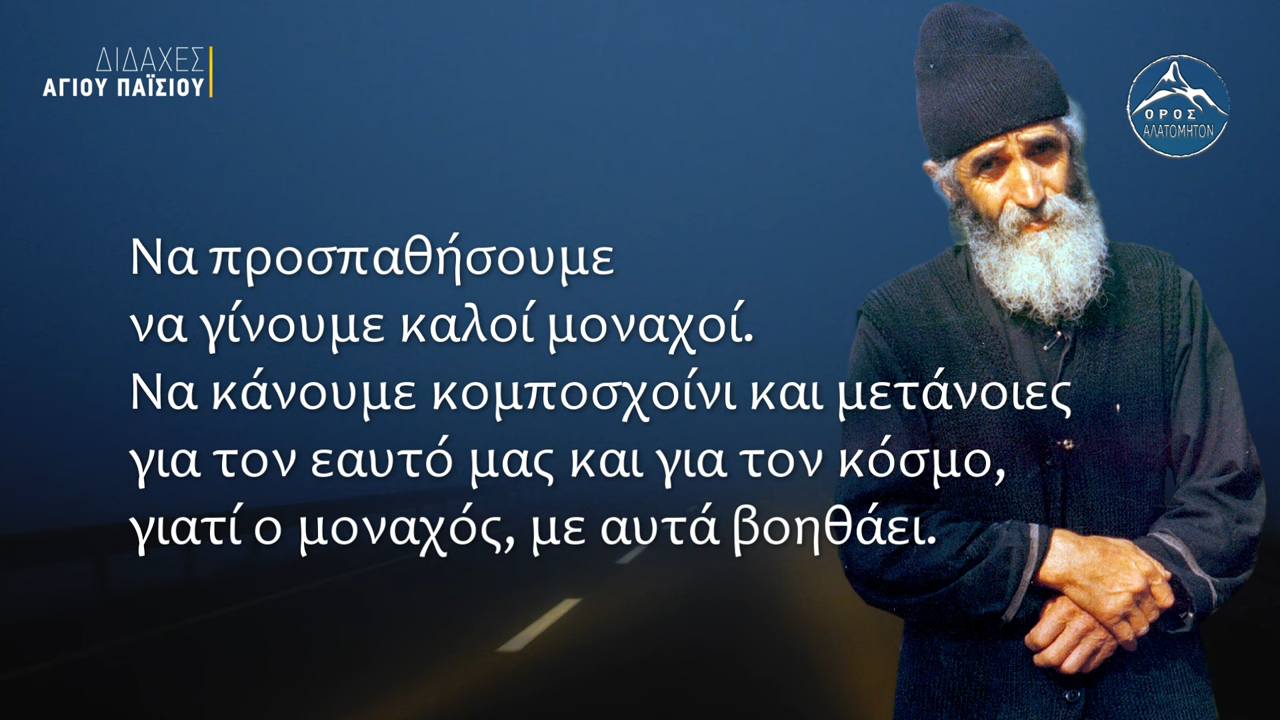 ΔΙΔΑΧΕΣ
ΑΓΙΟΥ ΠΑΪΣΙΟΥ
ΟΡΟΣ
ΑΛΑΤΟΜΗΤΟΝ
Να προσπαθήσουμε
να γίνουμε καλοί μοναχοί.
Να κάνουμε κομποσχοίνι και μετάνοιες
για τον εαυτό μας και για τον κόσμο,
γιατί ο μοναχός, με αυτά βοηθάει.